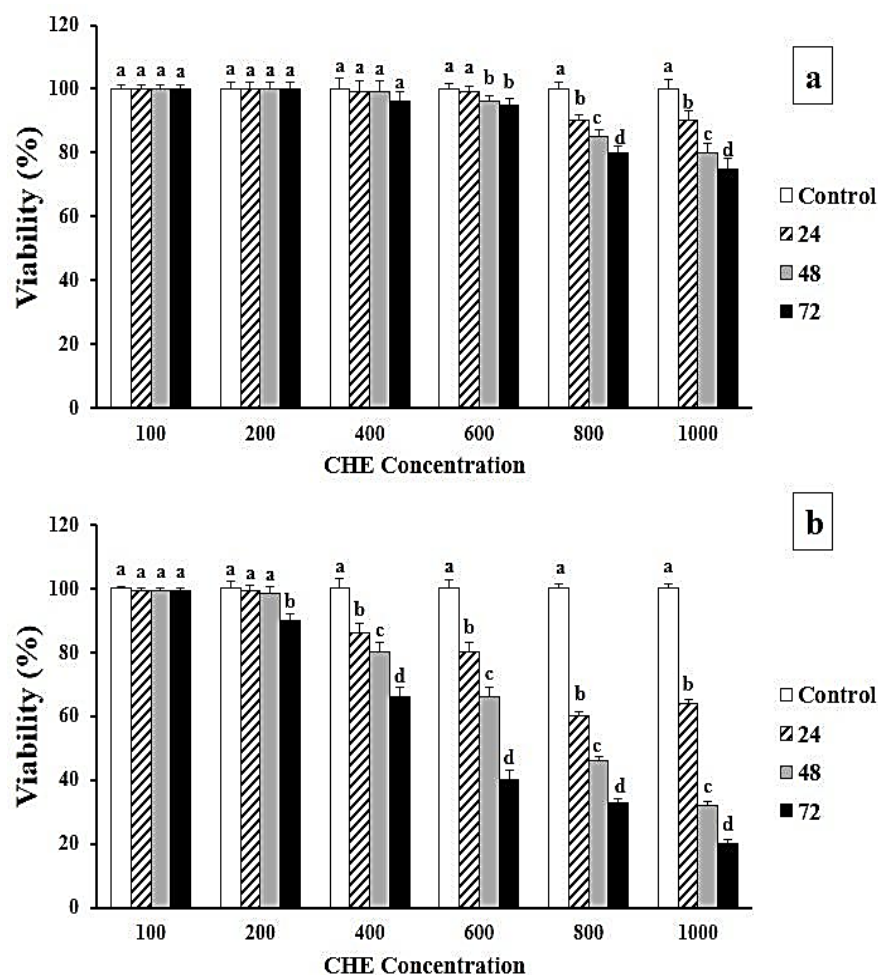 a
120
100
80
60
40
20
0
Viability (%)
a a a a
a a a a
a a a a
a a b b
a b c d
a b c d
100 200 400 600 800 1000
CHE Concentration
Control
24
48
72
b
120
100
80
60
40
20
0
Viability (%)
a a a a
a a a b
a b c d
a b c d
a b c d
a b c d
100 200 400 600 800 1000
CHE Concentration
Control
24
48
72